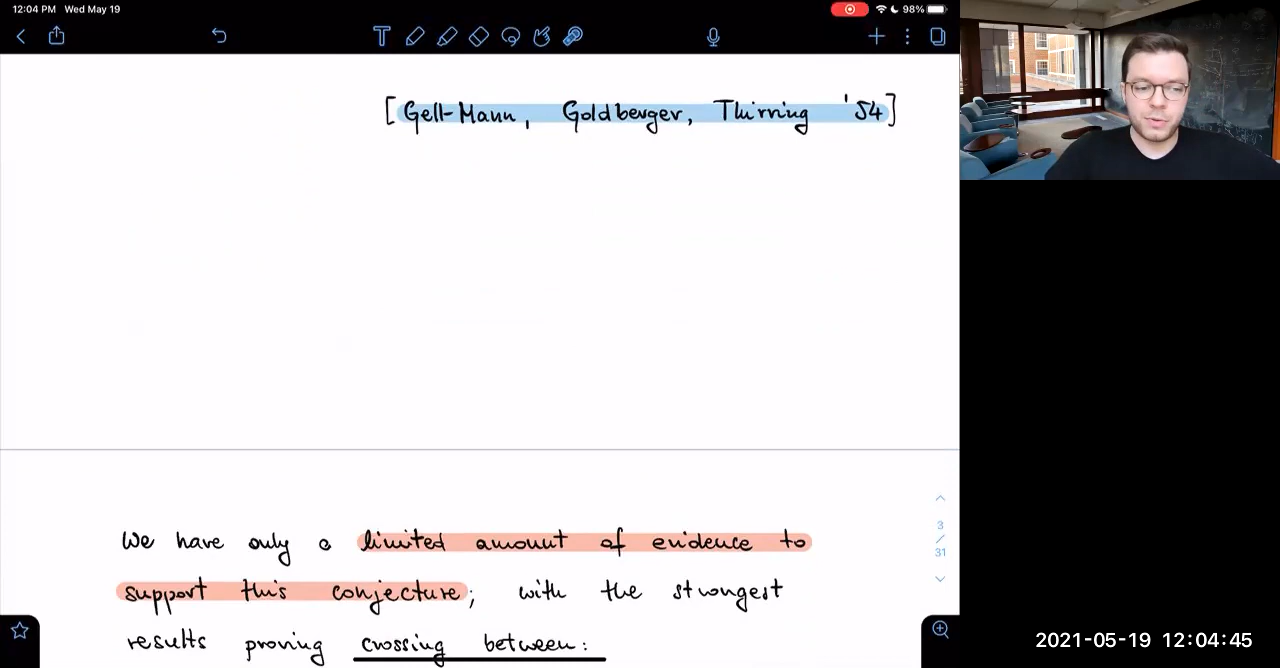 12:04 PM Wed May 19
98%
[Gell-Mann, Goldberger, Thirring '54]
We have only a limited amount of evidence to
support this conjecture; with the strongest
results proving crossing between:
3
/
31
2021-05-19 12:04:45